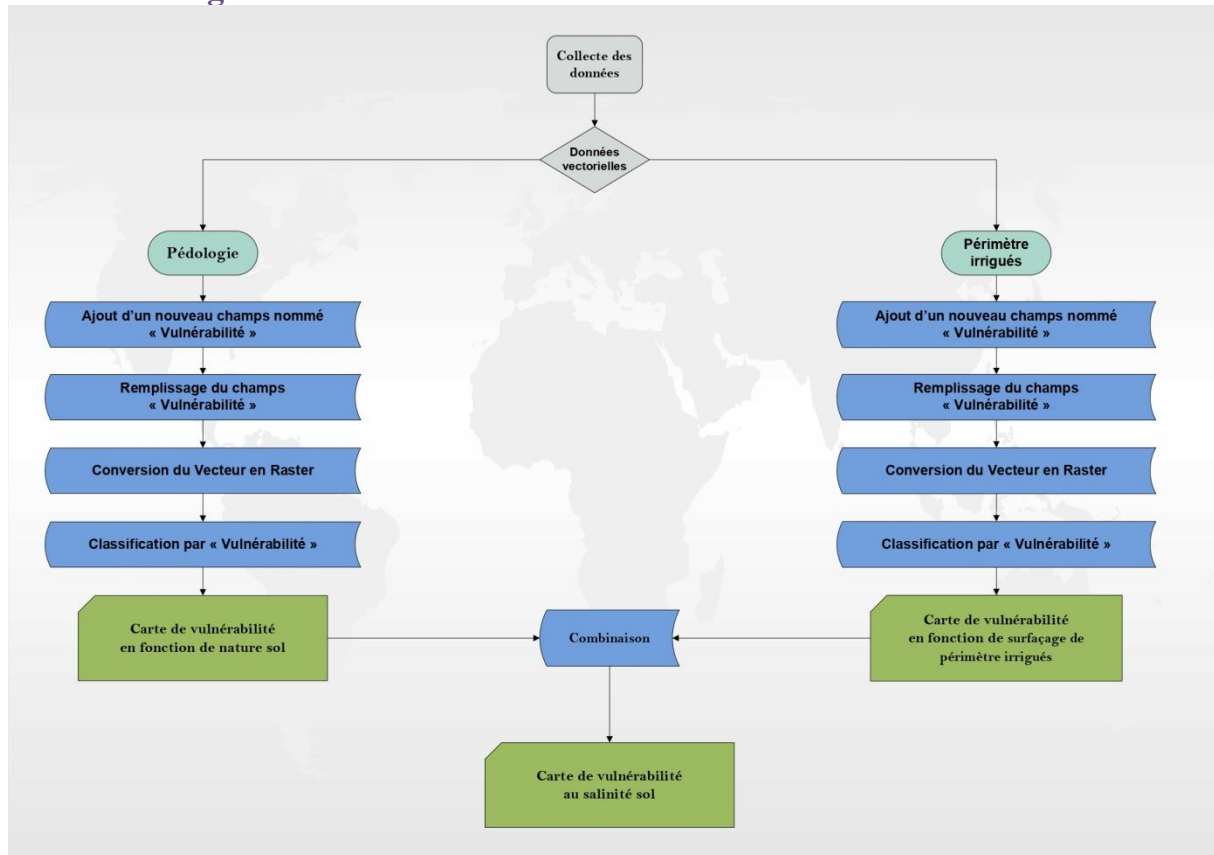 Collecte des
données
Données
vectorielles
Pédologie
Périmètre
irrigués
Ajout d'un nouveau champs nommé
« Vulnérabilité »
Ajout d'un nouveau champs nommé
« Vulnérabilité »
Remplissage du champs
« Vulnérabilité »
Remplissage du champs
« Vulnérabilité »
Conversion du Vecteur en Raster
Conversion du Vecteur en Raster
Classification par « Vulnérabilité »
Classification par « Vulnérabilité »
Carte de vulnérabilité
en fonction de nature sol
Combinaison
Carte de vulnérabilité
en fonction de surfaçage de
périmètre irrigués
Carte de vulnérabilité
au salinité sol